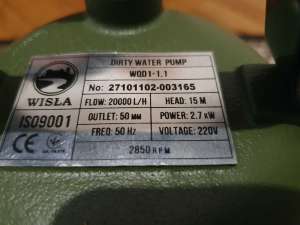 DIRTY WATER PUMP
WQD1-1.1
No: 27101102-003165
WISLA
FLOW: 20000 L/H HEAD: 15 M
ISO9001
OUTLET: 50 MM POWER: 2.7 kW
FREQ: 50 Hz VOLTAGE: 220V
CE
2850 RPM